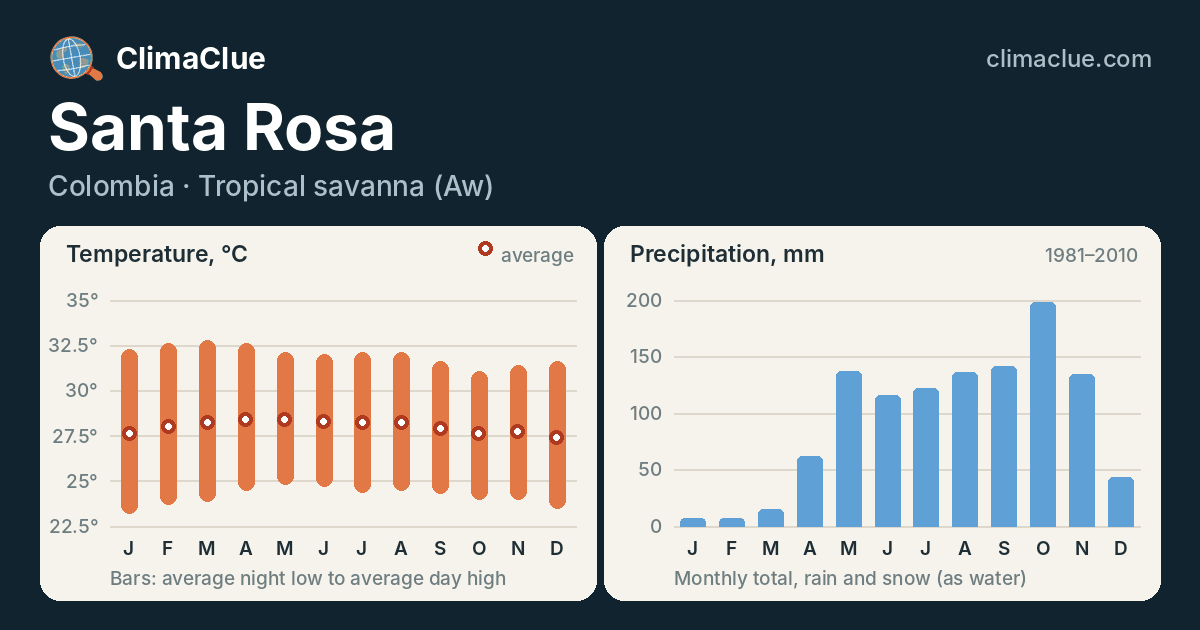 ClimaClue
climaclue.com
Santa Rosa
Colombia · Tropical savanna (Aw)
Temperature, °C
average
35°
32.5°
30°
27.5°
25°
22.5°
J F M A M J J A S O N D
Bars: average night low to average day high
Precipitation, mm
1981–2010
200
150
100
50
0
J F M A M J J A S O N D
Monthly total, rain and snow (as water)